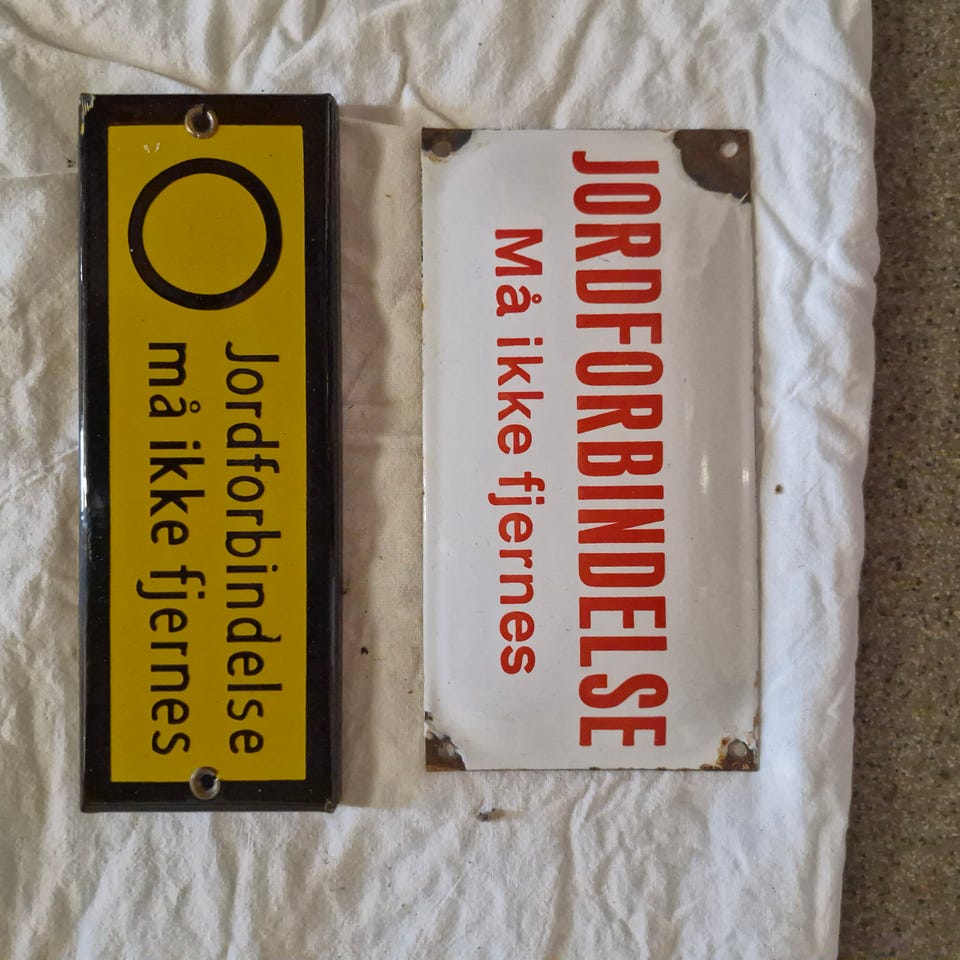 Jordforbindelse
må ikke fjernes
JORDFORBINDELSE
Må ikke fjernes